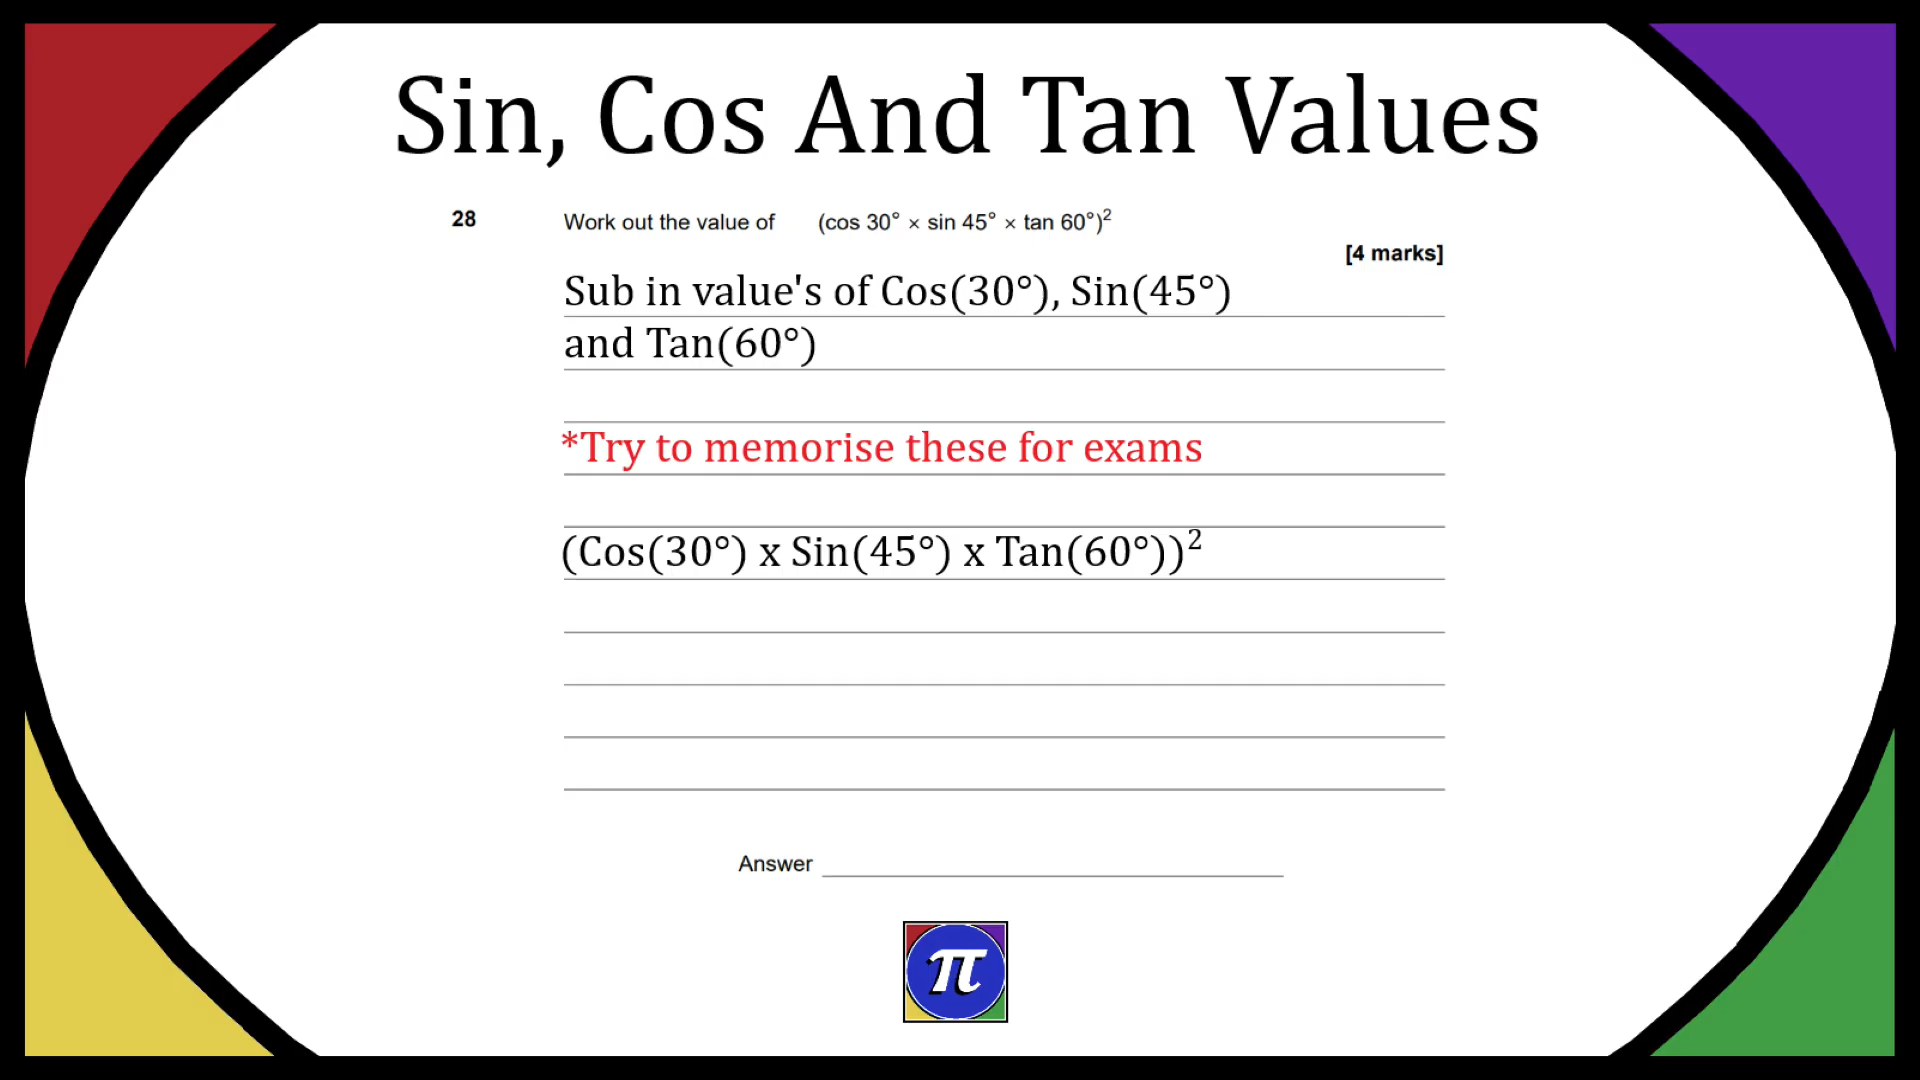 Sin, Cos And Tan Values
28 Work out the value of (cos 30° × sin 45° × tan 60°)²
[4 marks]
Sub in value's of Cos(30°), Sin(45°)
and Tan(60°)
*Try to memorise these for exams
(Cos(30°) x Sin(45°) x Tan(60°))²
Answer
π